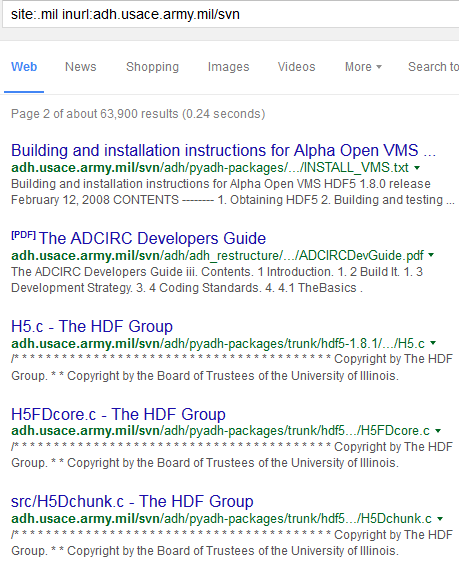 site:.mil inurl:adh.usace.army.mil/svn
Web News Shopping Images Videos More Search to
Page 2 of about 63,900 results (0.24 seconds)
Building and installation instructions for Alpha Open VMS ...
adh.usace.army.mil/svn/adh/pyadh-packages/.../INSTALL_VMS.txt
Building and installation instructions for Alpha Open VMS HDF5 1.8.0 release
February 12, 2008 CONTENTS -------- 1. Obtaining HDF5 2. Building and testing ...
[PDF] The ADCIRC Developers Guide
adh.usace.army.mil/svn/adh/adh_restructure/.../ADCIRCDevGuide.pdf
The ADCIRC Developers Guide iii. Contents. 1 Introduction. 1. 2 Build It. 1. 3
Development Strategy. 3. 4 Coding Standards. 4. 4.1 TheBasics .
H5.c - The HDF Group
adh.usace.army.mil/svn/adh/pyadh-packages/trunk/hdf5-1.8.1/.../H5.c
/* * * * * * * * * * * * * * * * * * * * * * * * * * * * * * * * * * * * * * * Copyright by The HDF
Group. * * Copyright by the Board of Trustees of the University of Illinois.
H5FDcore.c - The HDF Group
adh.usace.army.mil/svn/adh/pyadh-packages/trunk/hdf5.../H5FDcore.c
/* * * * * * * * * * * * * * * * * * * * * * * * * * * * * * * * * * * * * * * Copyright by The HDF
Group. * * Copyright by the Board of Trustees of the University of Illinois.
src/H5Dchunk.c - The HDF Group
adh.usace.army.mil/svn/adh/pyadh-packages/trunk/hdf5.../H5Dchunk.c
/* * * * * * * * * * * * * * * * * * * * * * * * * * * * * * * * * * * * * * * Copyright by The HDF
Group. * * Copyright by the Board of Trustees of the University of Illinois.